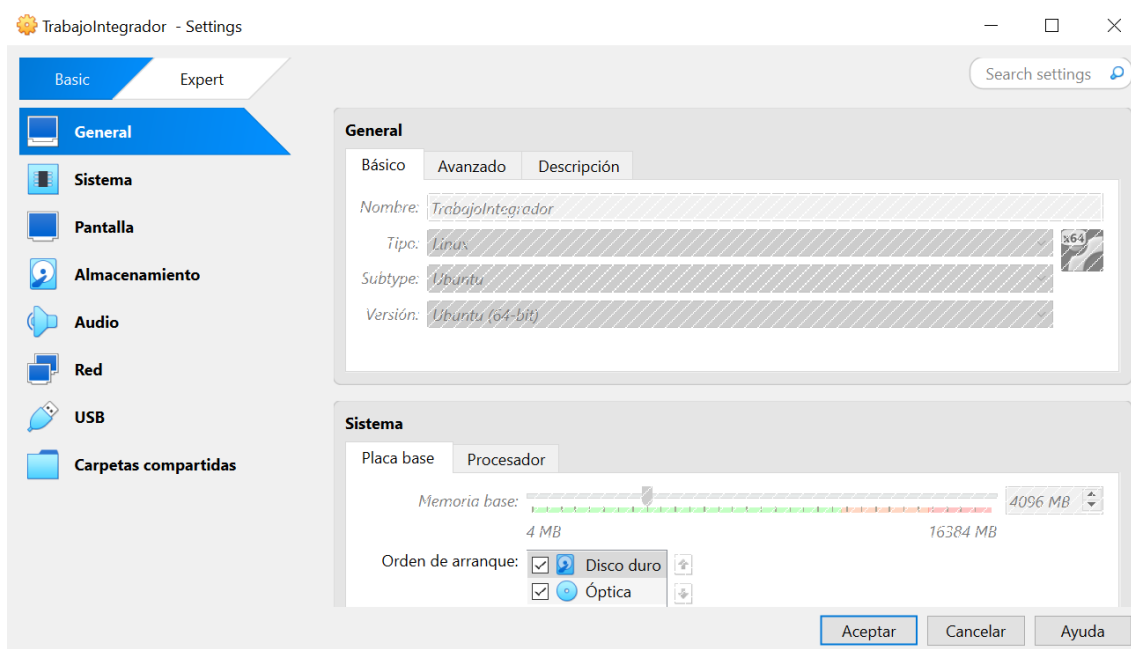 TrabajoIntegrador - Settings
Basic Expert Search settings
General
Sistema
Pantalla
Almacenamiento
Audio
Red
USB
Carpetas compartidas
General
Básico Avanzado Descripción
Nombre: TrabajoIntegrador
Tipo: Linux
x64
Subtype: Ubuntu
Versión: Ubuntu (64-bit)
Sistema
Placa base Procesador
Memoria base: 4096 MB
4 MB 16384 MB
Orden de arranque: Disco duro
Óptica
Aceptar Cancelar Ayuda